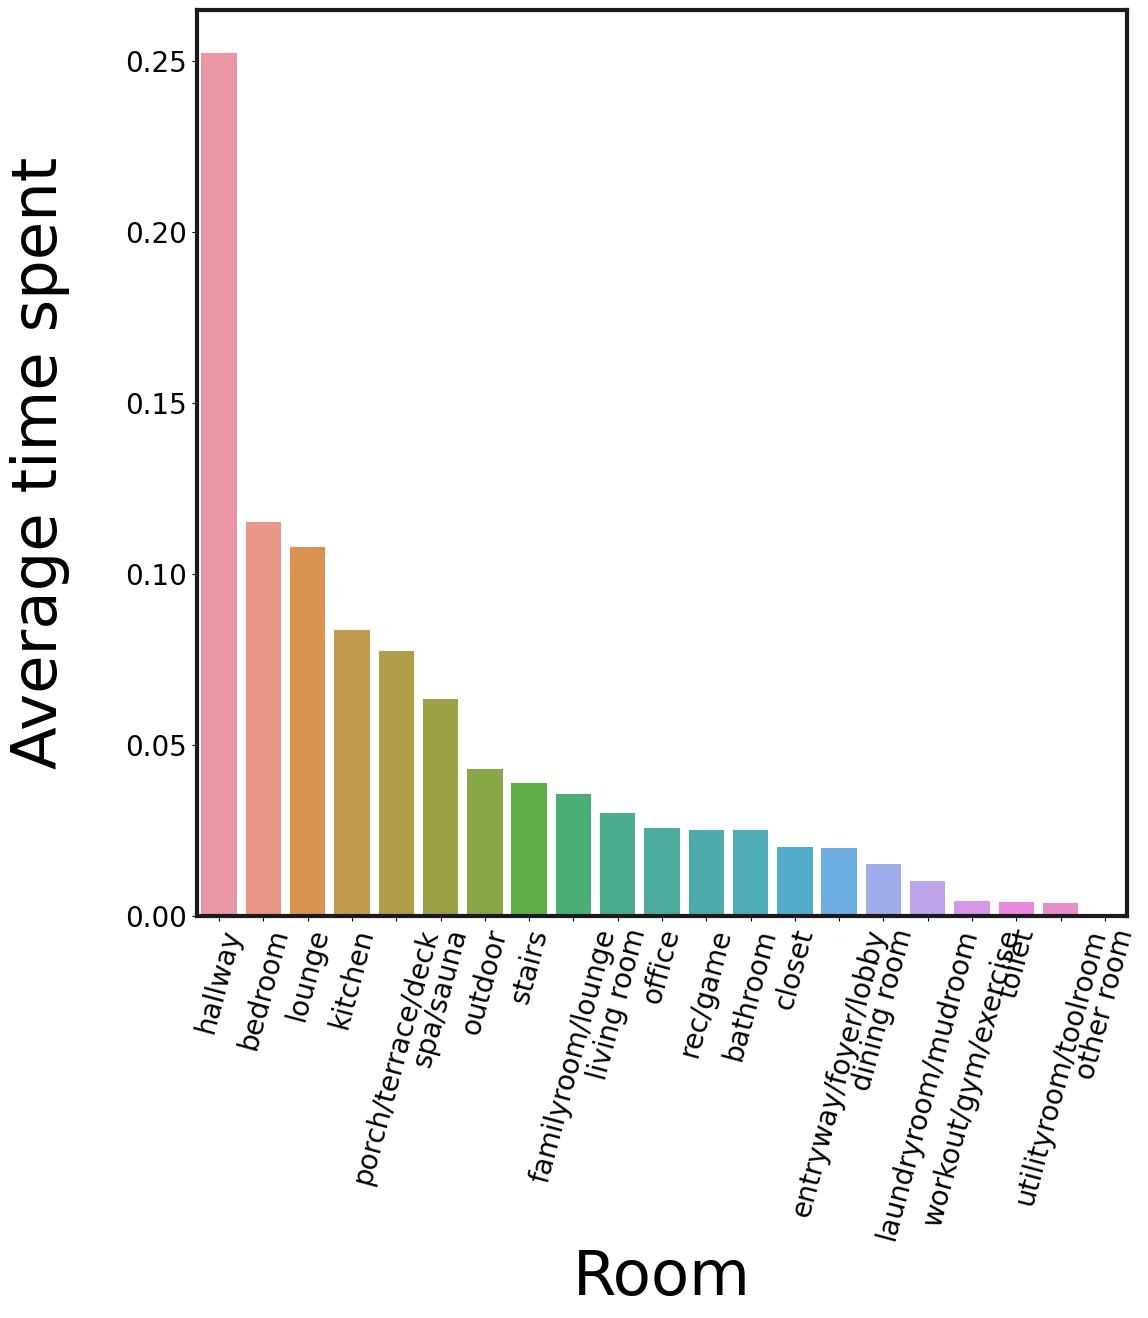 Average time spent
0.25
0.20
0.15
0.10
0.05
0.00
hallway
bedroom
lounge
kitchen
porch/terrace/deck
spa/sauna
outdoor
stairs
familyroom/lounge
living room
office
rec/game
bathroom
closet
entryway/foyer/lobby
dining room
laundryroom/mudroom
workout/gym/exercise
toilet
utilityroom/toolroom
other room
Room